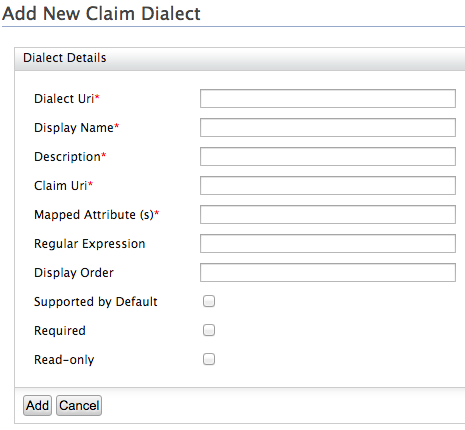 Add New Claim Dialect
Dialect Details
Dialect Uri*
Display Name*
Description*
Claim Uri*
Mapped Attribute (s)*
Regular Expression
Display Order
Supported by Default
Required
Read-only
Add Cancel